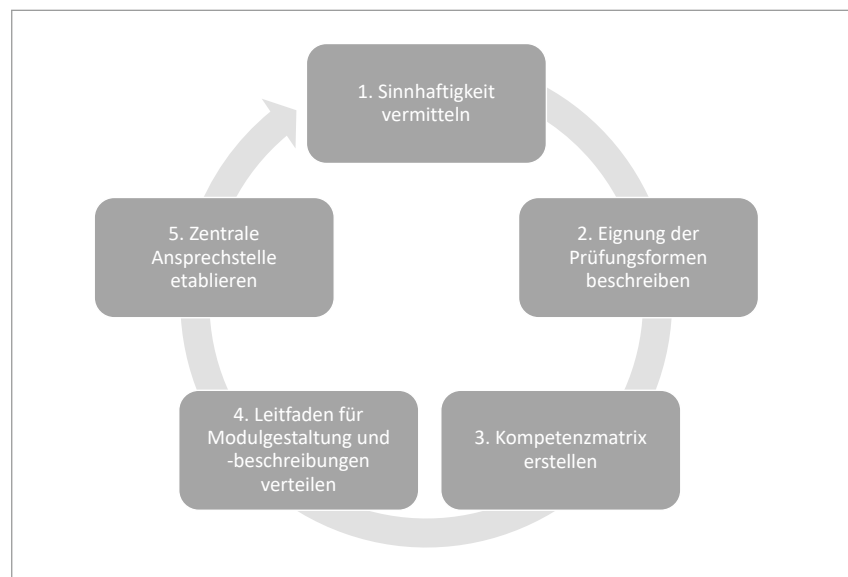 1. Sinnhaftigkeit
vermitteln
2. Eignung der
Prüfungsformen
beschreiben
3. Kompetenzmatrix
erstellen
4. Leitfaden für
Modulgestaltung und
-beschreibungen
verteilen
5. Zentrale
Ansprechstelle
etablieren